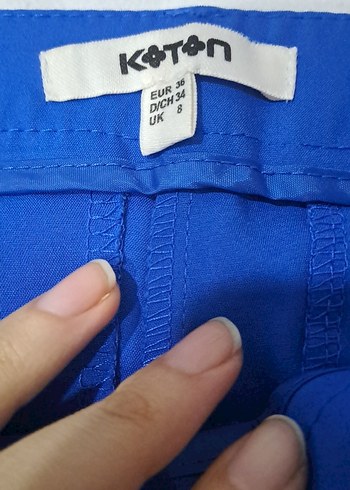 KOTON
EUR 36
D/CH 34
UK 8